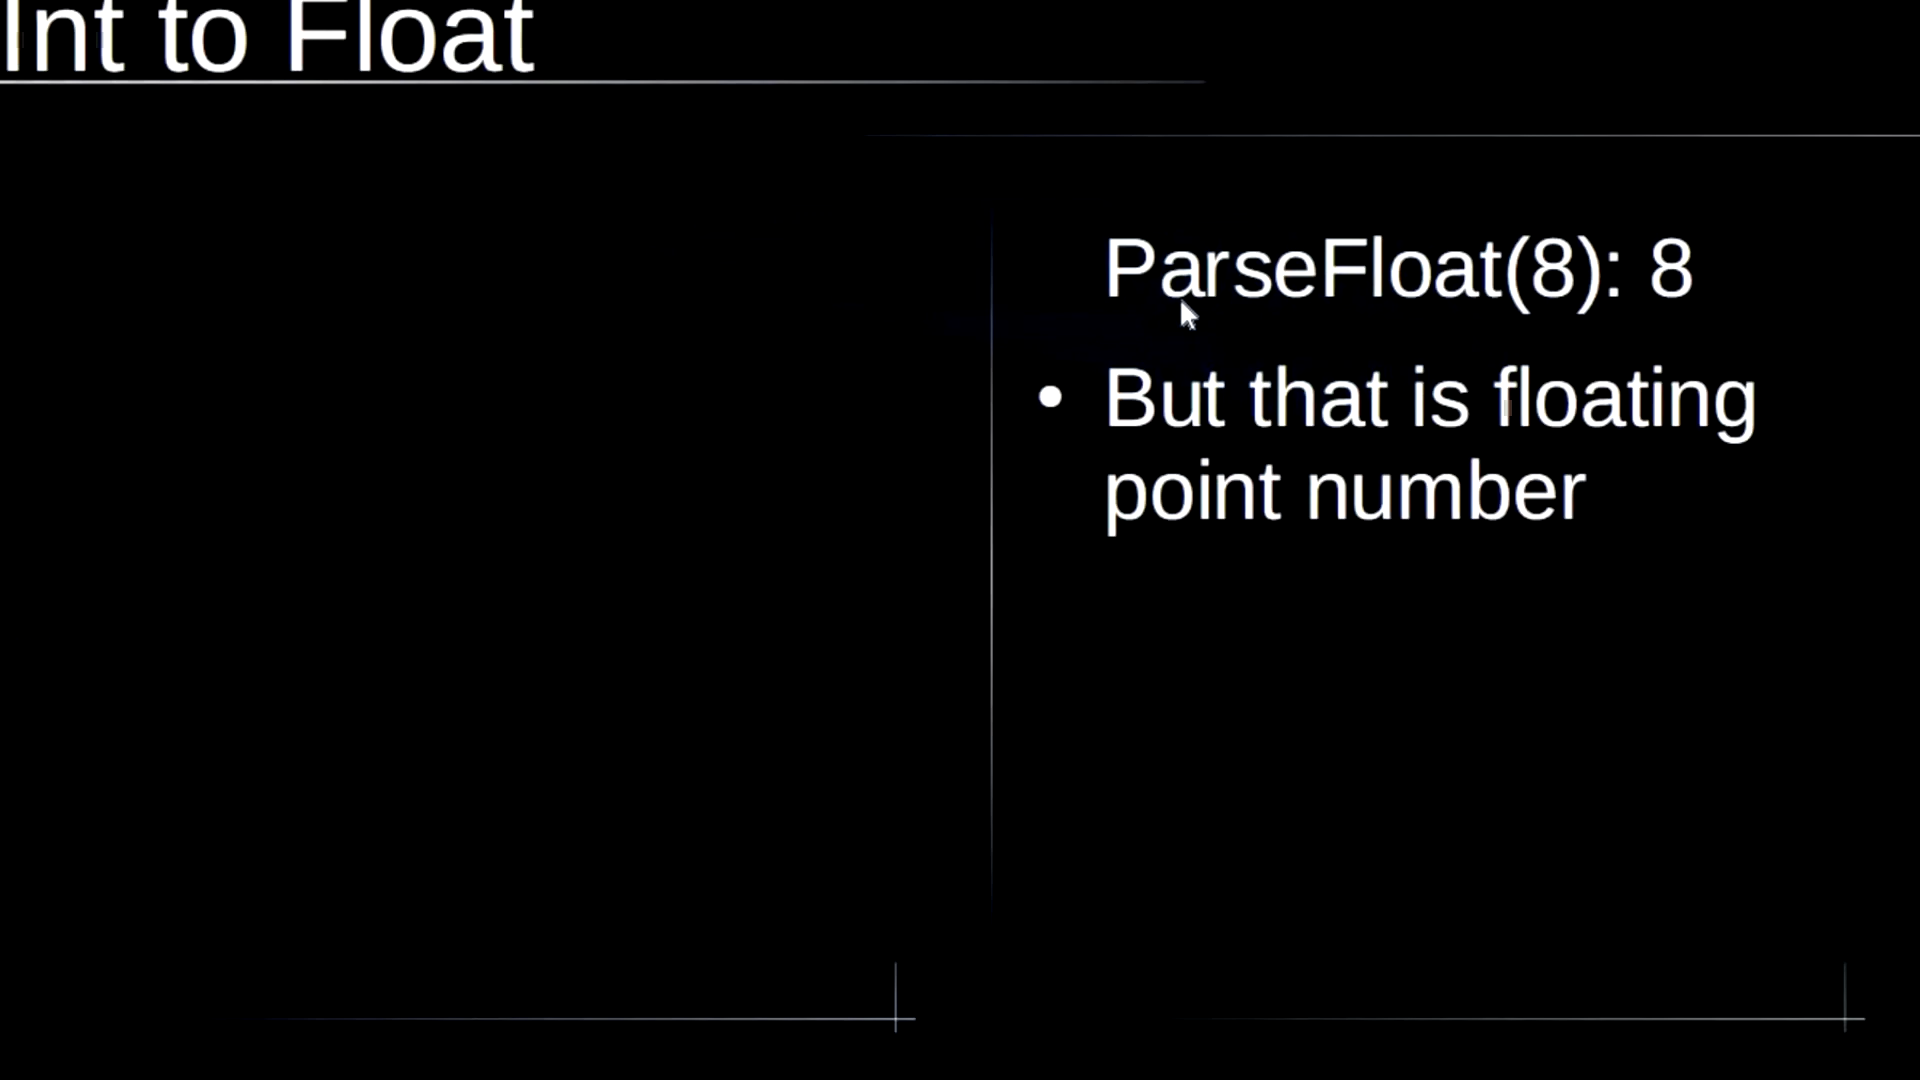 Int to Float
ParseFloat(8): 8
• But that is floating
point number